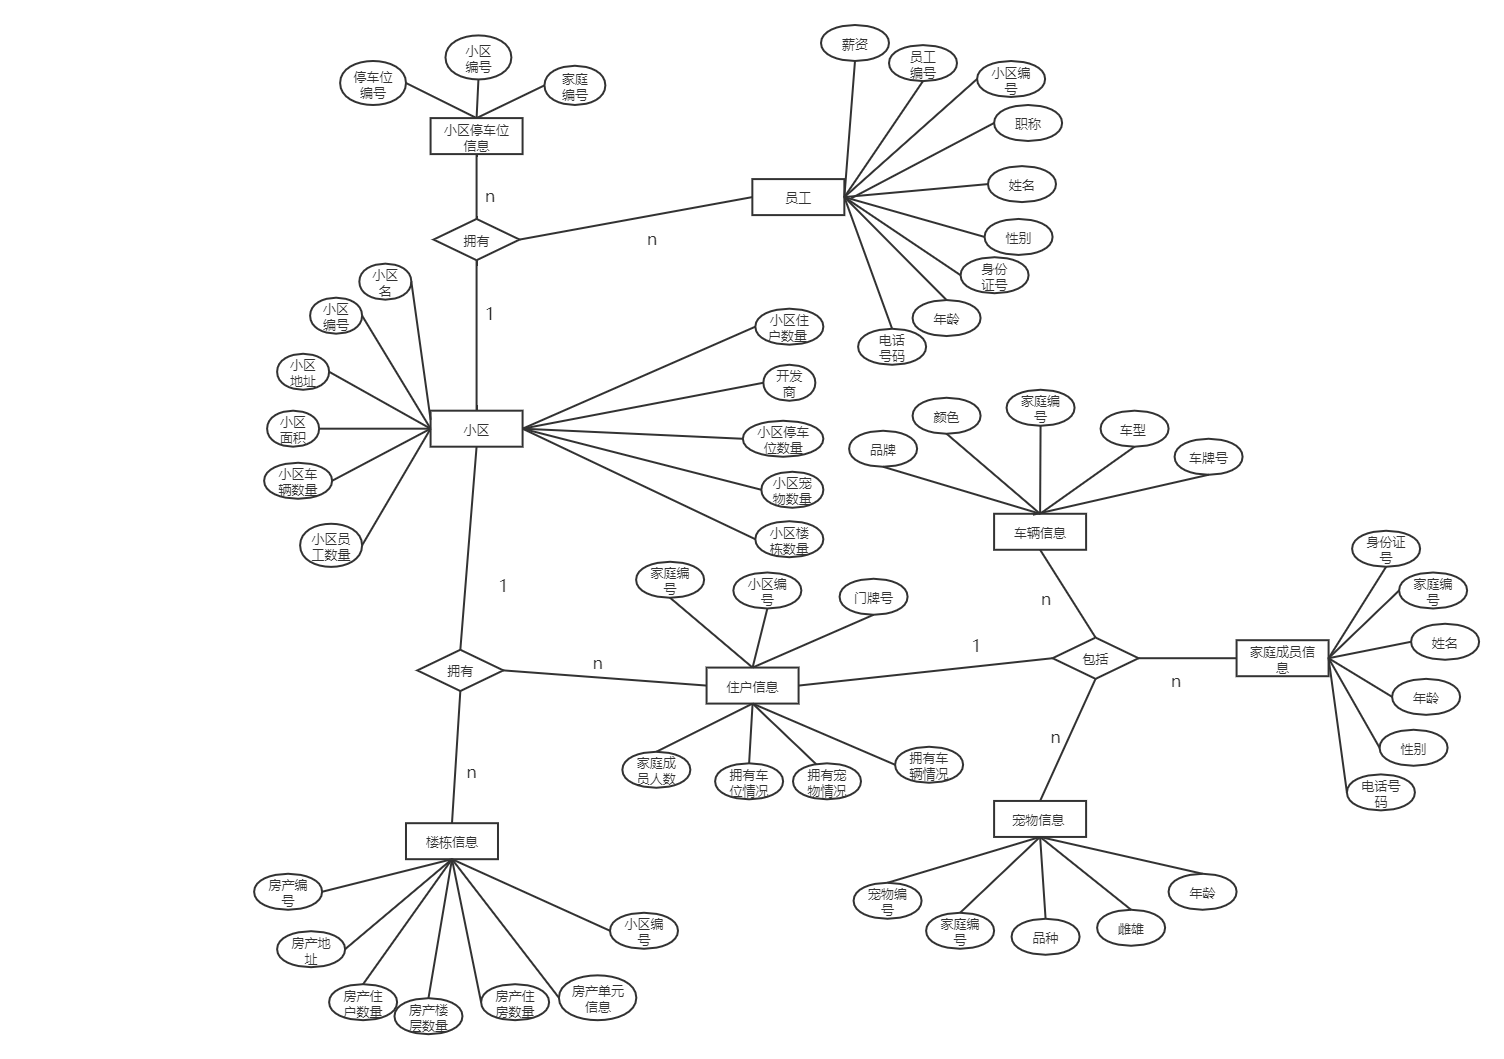 停车位
编号
小区
编号
家庭
编号
小区停车位
信息
薪资
员工
编号
小区编
号
职称
姓名
性别
身份
证号
年龄
电话
号码
员工
n
拥有
n
1
小区
名
小区
编号
小区
地址
小区
面积
小区车
辆数量
小区员
工数量
小区
小区住
户数量
开发
商
小区停车
位数量
小区宠
物数量
小区楼
栋数量
品牌
颜色
家庭编
号
车型
车牌号
车辆信息
1
n
家庭编
号
小区编
号
门牌号
拥有
n
住户信息
1
包括
n
家庭成员信
息
身份证
号
家庭编
号
姓名
年龄
性别
电话号
码
家庭成
员人数
拥有车
位情况
拥有宠
物情况
拥有车
辆情况
n
n
楼栋信息
宠物信息
房产编
号
房产地
址
房产住
户数量
房产楼
层数量
房产住
房数量
房产单元
信息
小区编
号
宠物编
号
家庭编
号
品种
雌雄
年龄